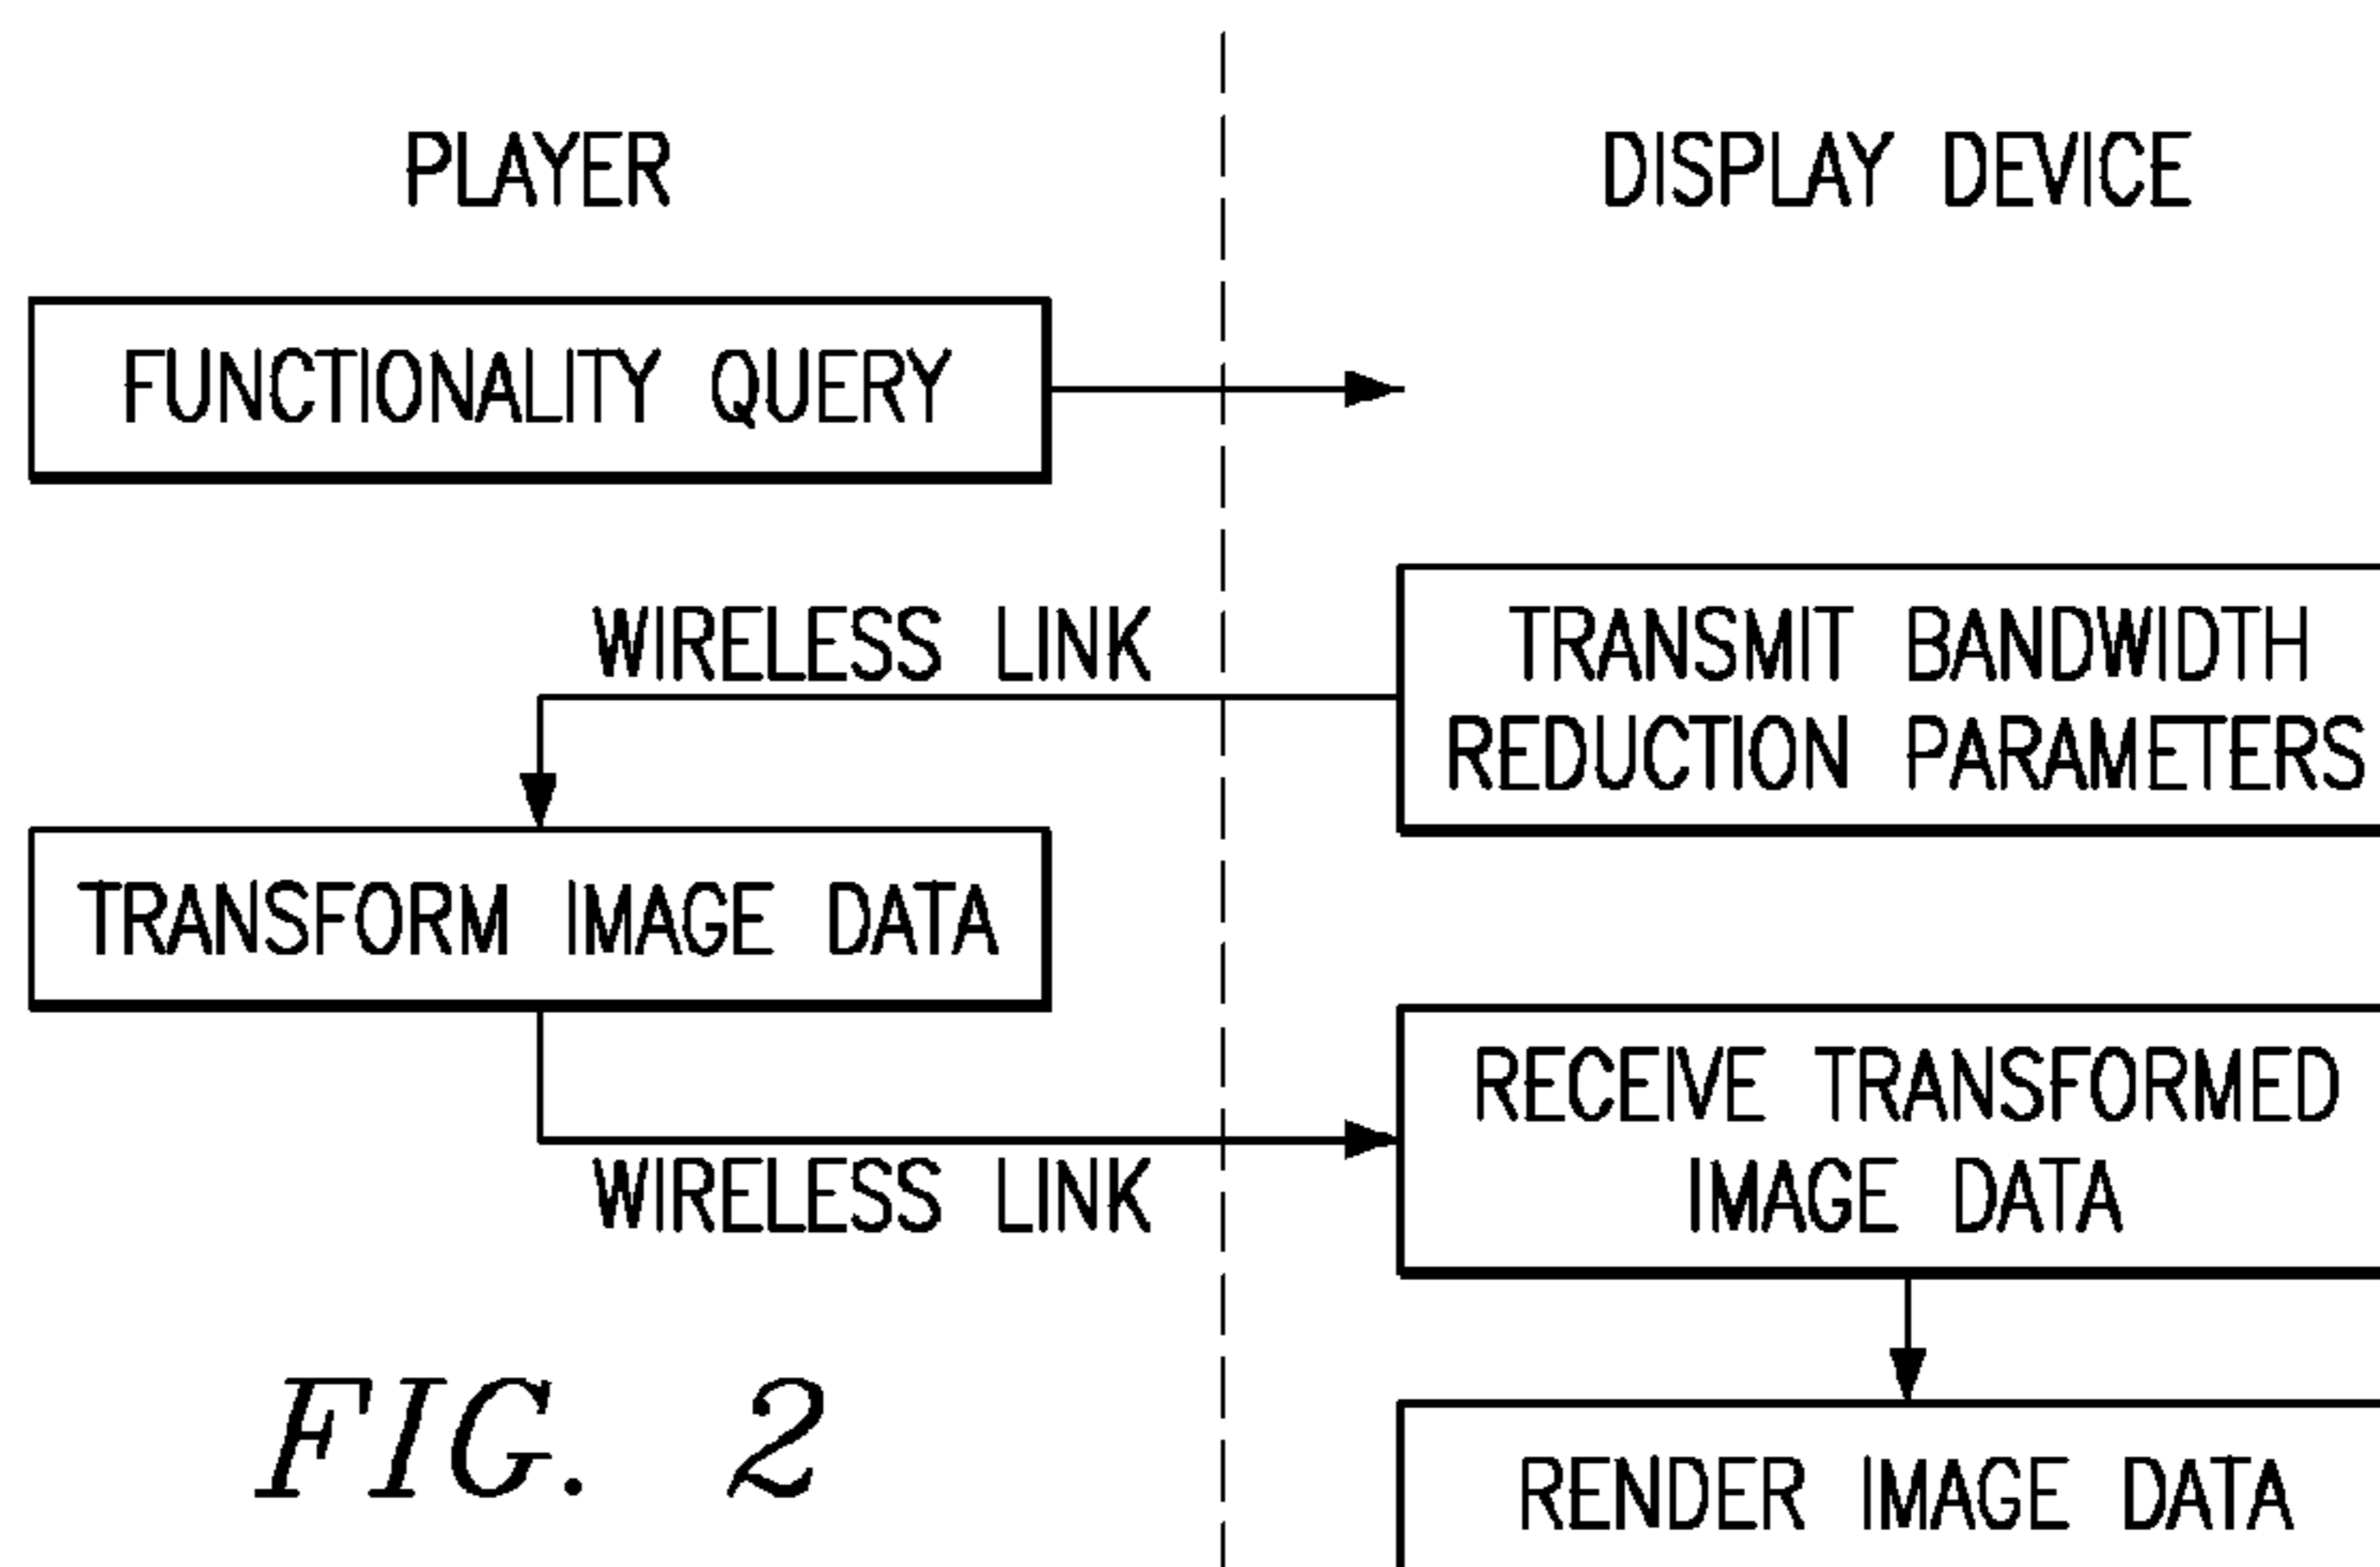 PLAYER
DISPLAY DEVICE
FUNCTIONALITY QUERY
WIRELESS LINK
TRANSMIT BANDWIDTH
REDUCTION PARAMETERS
TRANSFORM IMAGE DATA
RECEIVE TRANSFORMED
IMAGE DATA
WIRELESS LINK
RENDER IMAGE DATA
FIG. 2